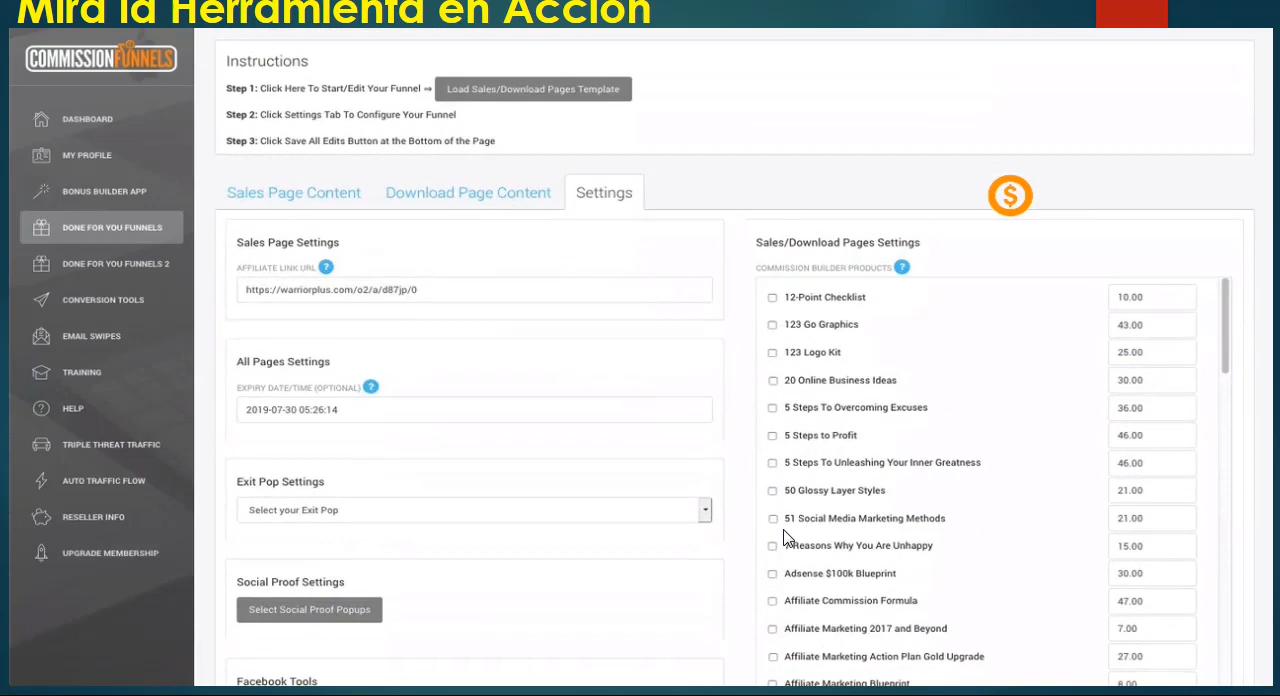 Mira la Herramienta en Acción
COMMISSIONFUNNELS
DASHBOARD
MY PROFILE
BONUS BUILDER APP
DONE FOR YOU FUNNELS
DONE FOR YOU FUNNELS 2
CONVERSION TOOLS
EMAIL SWIPES
TRAINING
HELP
TRIPLE THREAT TRAFFIC
AUTO TRAFFIC FLOW
RESELLER INFO
UPGRADE MEMBERSHIP
Instructions
Step 1: Click Here To Start/Edit Your Funnel ⇒ Load Sales/Download Pages Template
Step 2: Click Settings Tab To Configure Your Funnel
Step 3: Click Save All Edits Button at the Bottom of the Page
Sales Page Content Download Page Content Settings
$
Sales Page Settings
AFFILIATE LINK URL ?
https://warriorplus.com/o2/a/d87jp/0
All Pages Settings
EXPIRY DATE/TIME (OPTIONAL) ?
2019-07-30 05:26:14
Exit Pop Settings
Select your Exit Pop
Social Proof Settings
Select Social Proof Popups
Facebook Tools
Sales/Download Pages Settings
COMMISSION BUILDER PRODUCTS ?
12-Point Checklist 10.00
123 Go Graphics 43.00
123 Logo Kit 25.00
20 Online Business Ideas 30.00
5 Steps To Overcoming Excuses 36.00
5 Steps to Profit 46.00
5 Steps To Unleashing Your Inner Greatness 46.00
50 Glossy Layer Styles 21.00
51 Social Media Marketing Methods 21.00
Reasons Why You Are Unhappy 15.00
Adsense $100k Blueprint 30.00
Affiliate Commission Formula 47.00
Affiliate Marketing 2017 and Beyond 7.00
Affiliate Marketing Action Plan Gold Upgrade 27.00
Affiliate Marketing Blueprint 8.00